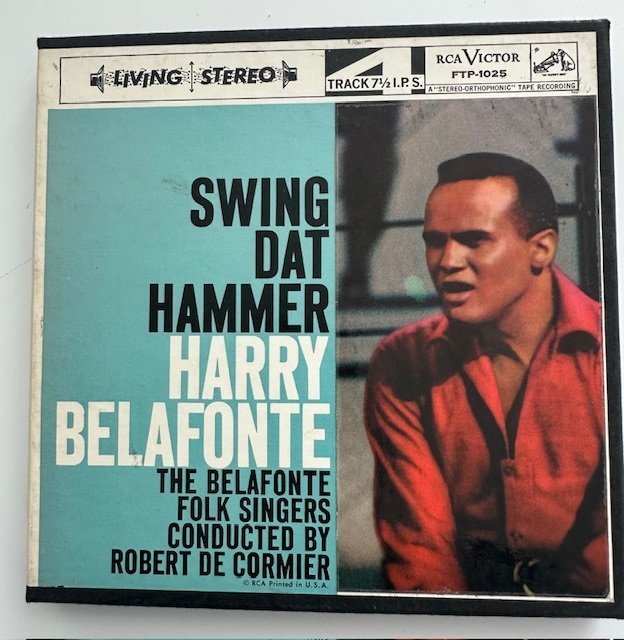 LIVING STEREO
4
TRACK 7½ I.P.S.
RCA VICTOR
FTP-1025
A "STEREO-ORTHOPHONIC" TAPE RECORDING
SWING
DAT
HAMMER
HARRY
BELAFONTE
THE BELAFONTE
FOLK SINGERS
CONDUCTED BY
ROBERT DE CORMIER
© RCA Printed in U.S.A.